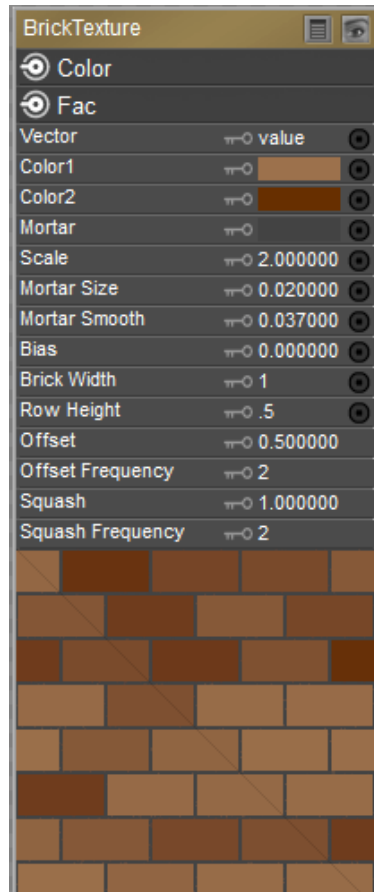 BrickTexture
Color
Fac
Vector value
Color1
Color2
Mortar
Scale 2.000000
Mortar Size 0.020000
Mortar Smooth 0.037000
Bias 0.000000
Brick Width 1
Row Height .5
Offset 0.500000
Offset Frequency 2
Squash 1.000000
Squash Frequency 2